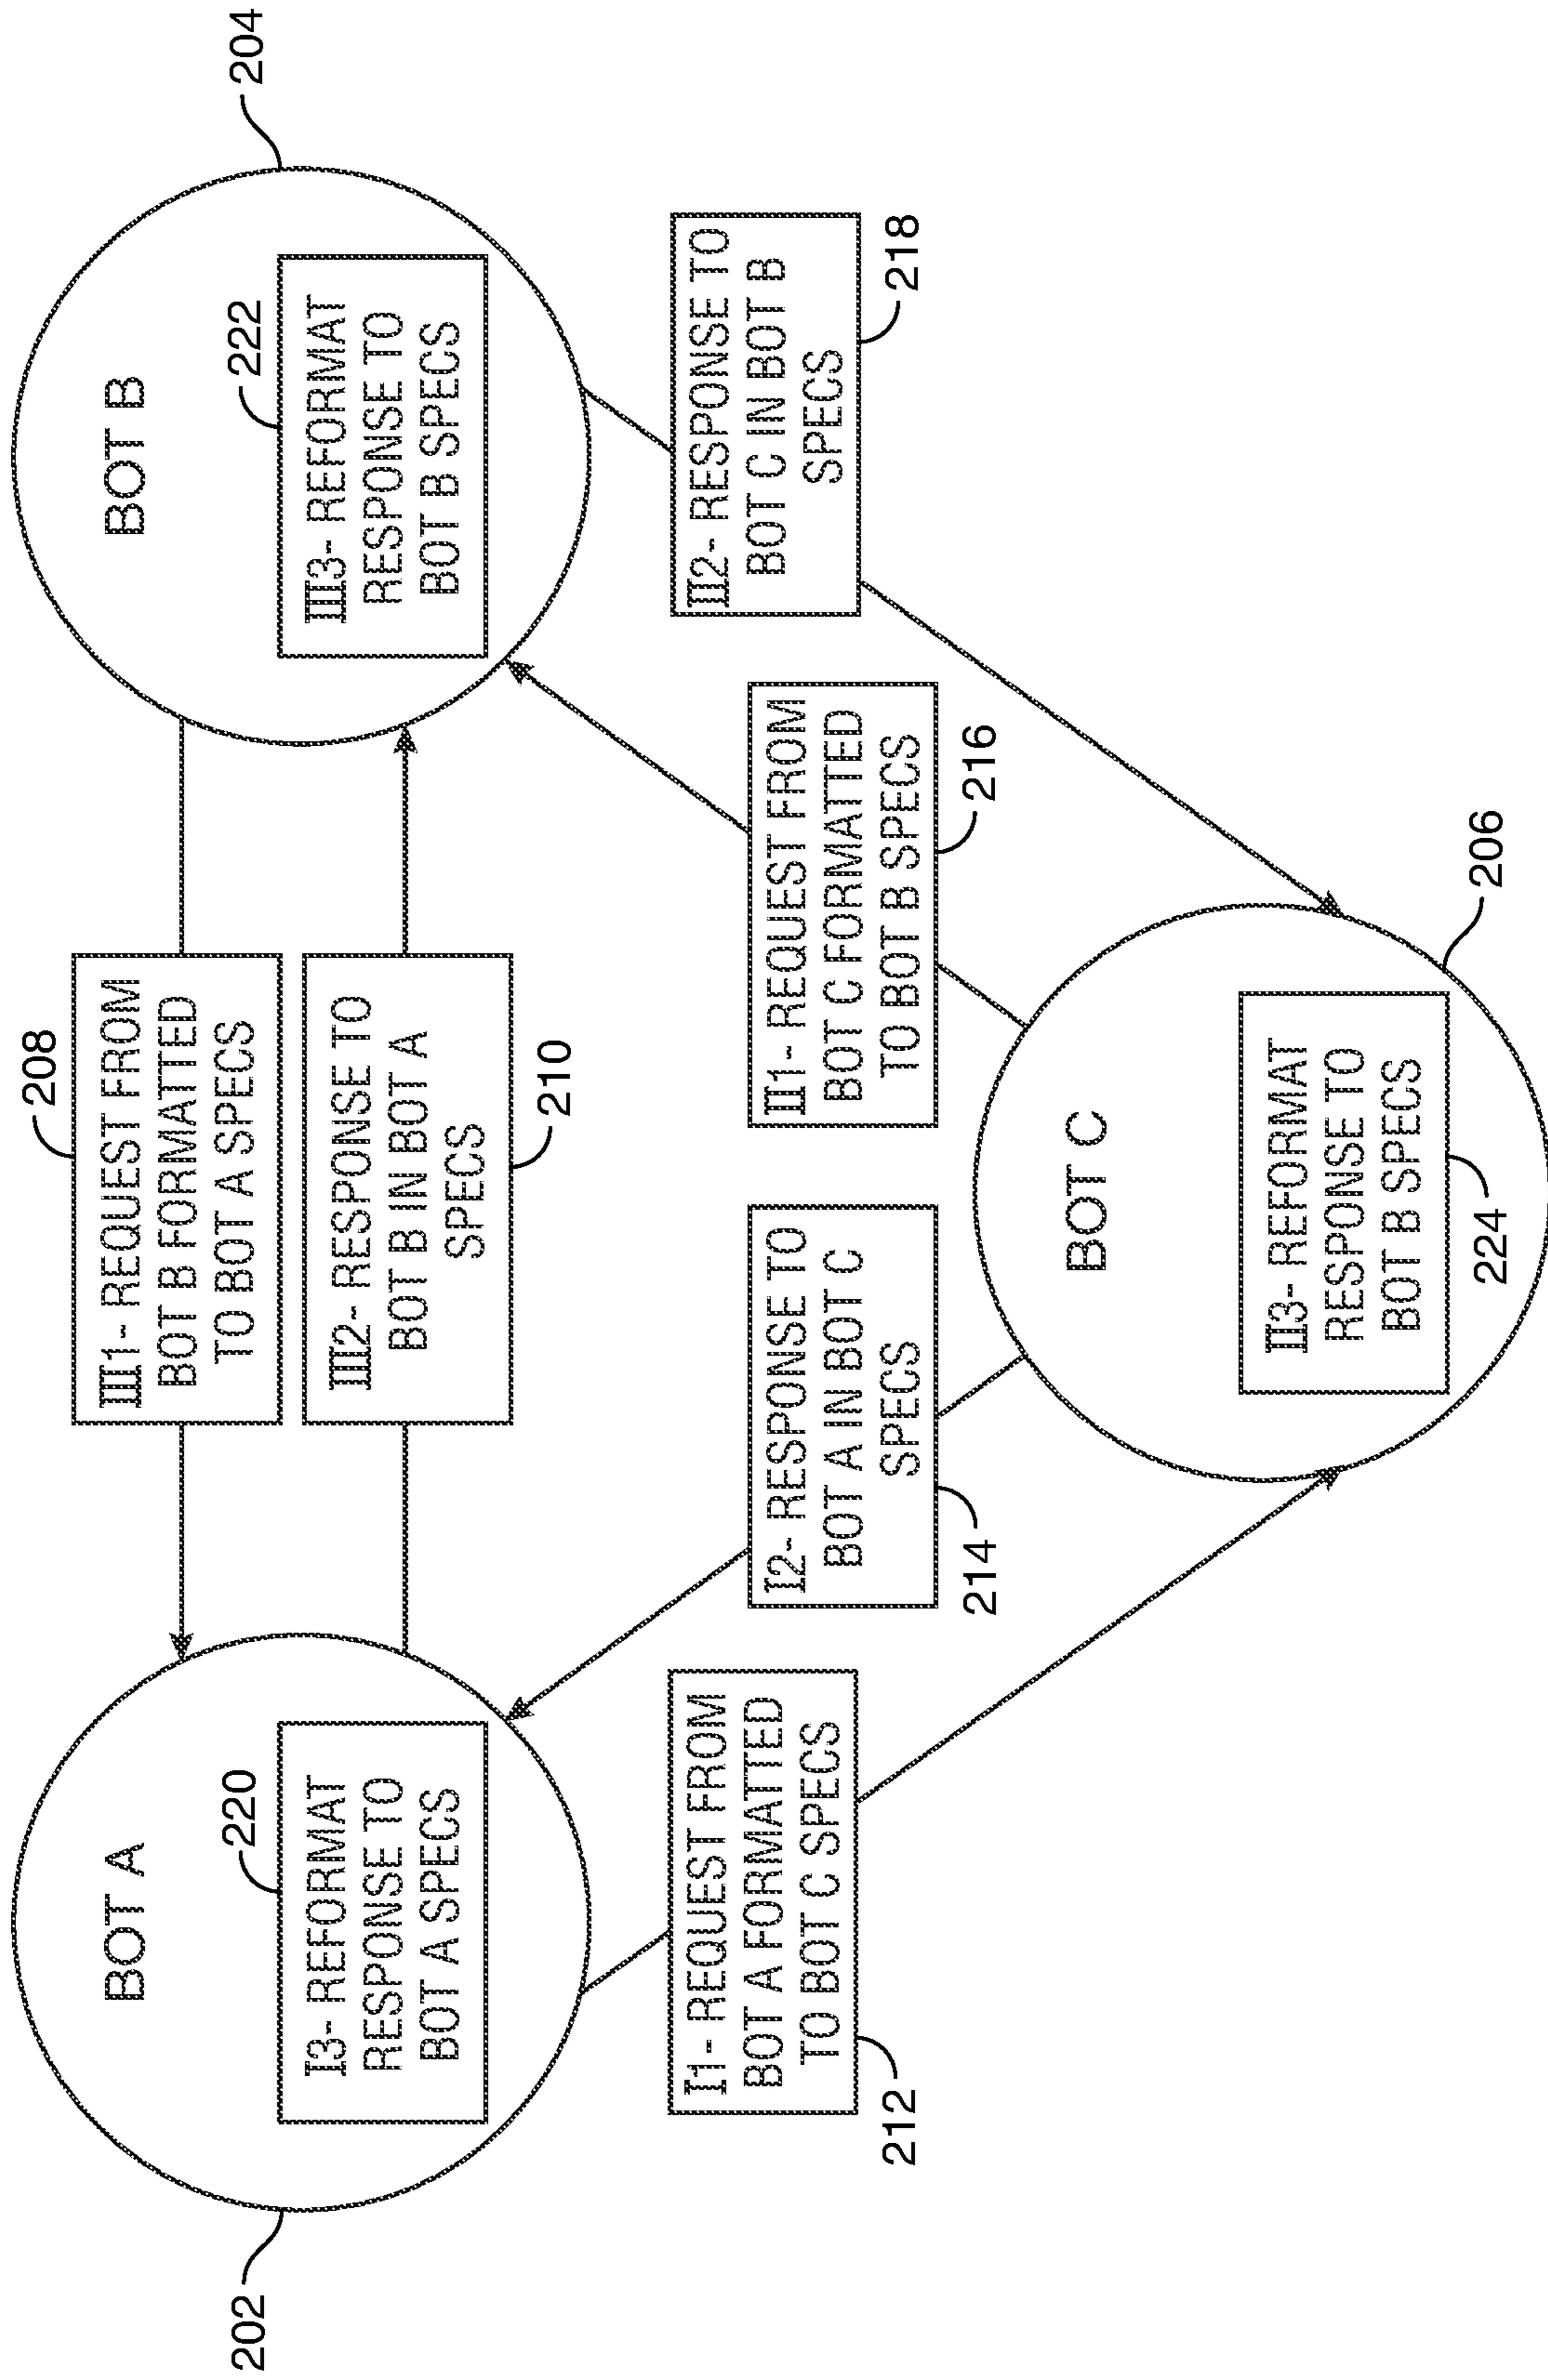 BOT A
220
I3- REFORMAT
RESPONSE TO
BOT A SPECS
202
208
III1- REQUEST FROM
BOT B FORMATTED
TO BOT A SPECS
III2- RESPONSE TO
BOT B IN BOT A
SPECS
210
BOT B
222
III3- REFORMAT
RESPONSE TO
BOT B SPECS
204
I1- REQUEST FROM
BOT A FORMATTED
TO BOT C SPECS
212
I2- RESPONSE TO
BOT A IN BOT C
SPECS
214
II1- REQUEST FROM
BOT C FORMATTED
TO BOT B SPECS
216
II2- RESPONSE TO
BOT C IN BOT B
SPECS
218
BOT C
II3- REFORMAT
RESPONSE TO
BOT B SPECS
224
206